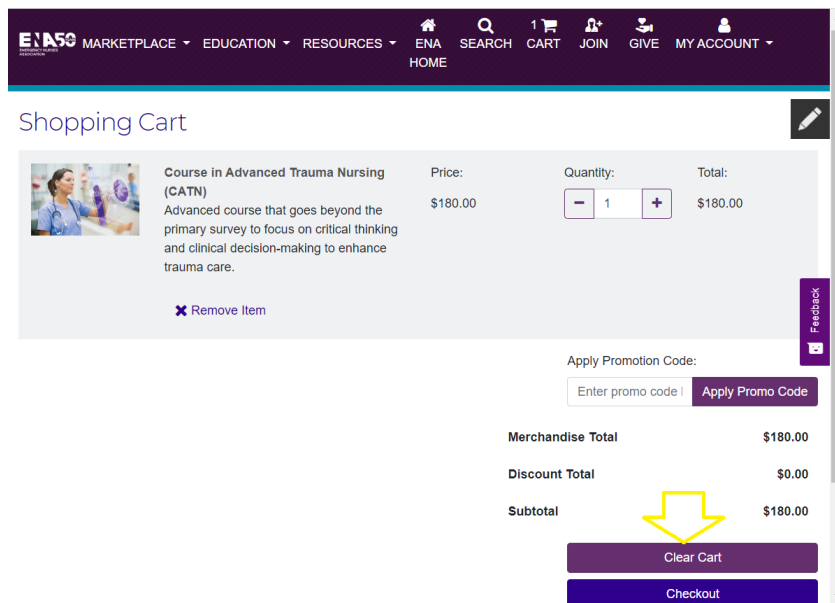 ENA50 MARKETPLACE EDUCATION RESOURCES ENA HOME SEARCH 1 CART JOIN GIVE MY ACCOUNT
EMERGENCY NURSES ASSOCIATION
Shopping Cart
Course in Advanced Trauma Nursing
(CATN)
Advanced course that goes beyond the
primary survey to focus on critical thinking
and clinical decision-making to enhance
trauma care.
Remove Item
Price:
$180.00
Quantity:
1
Total:
$180.00
Feedback
Apply Promotion Code:
Enter promo code
Apply Promo Code
Merchandise Total $180.00
Discount Total $0.00
Subtotal $180.00
Clear Cart
Checkout